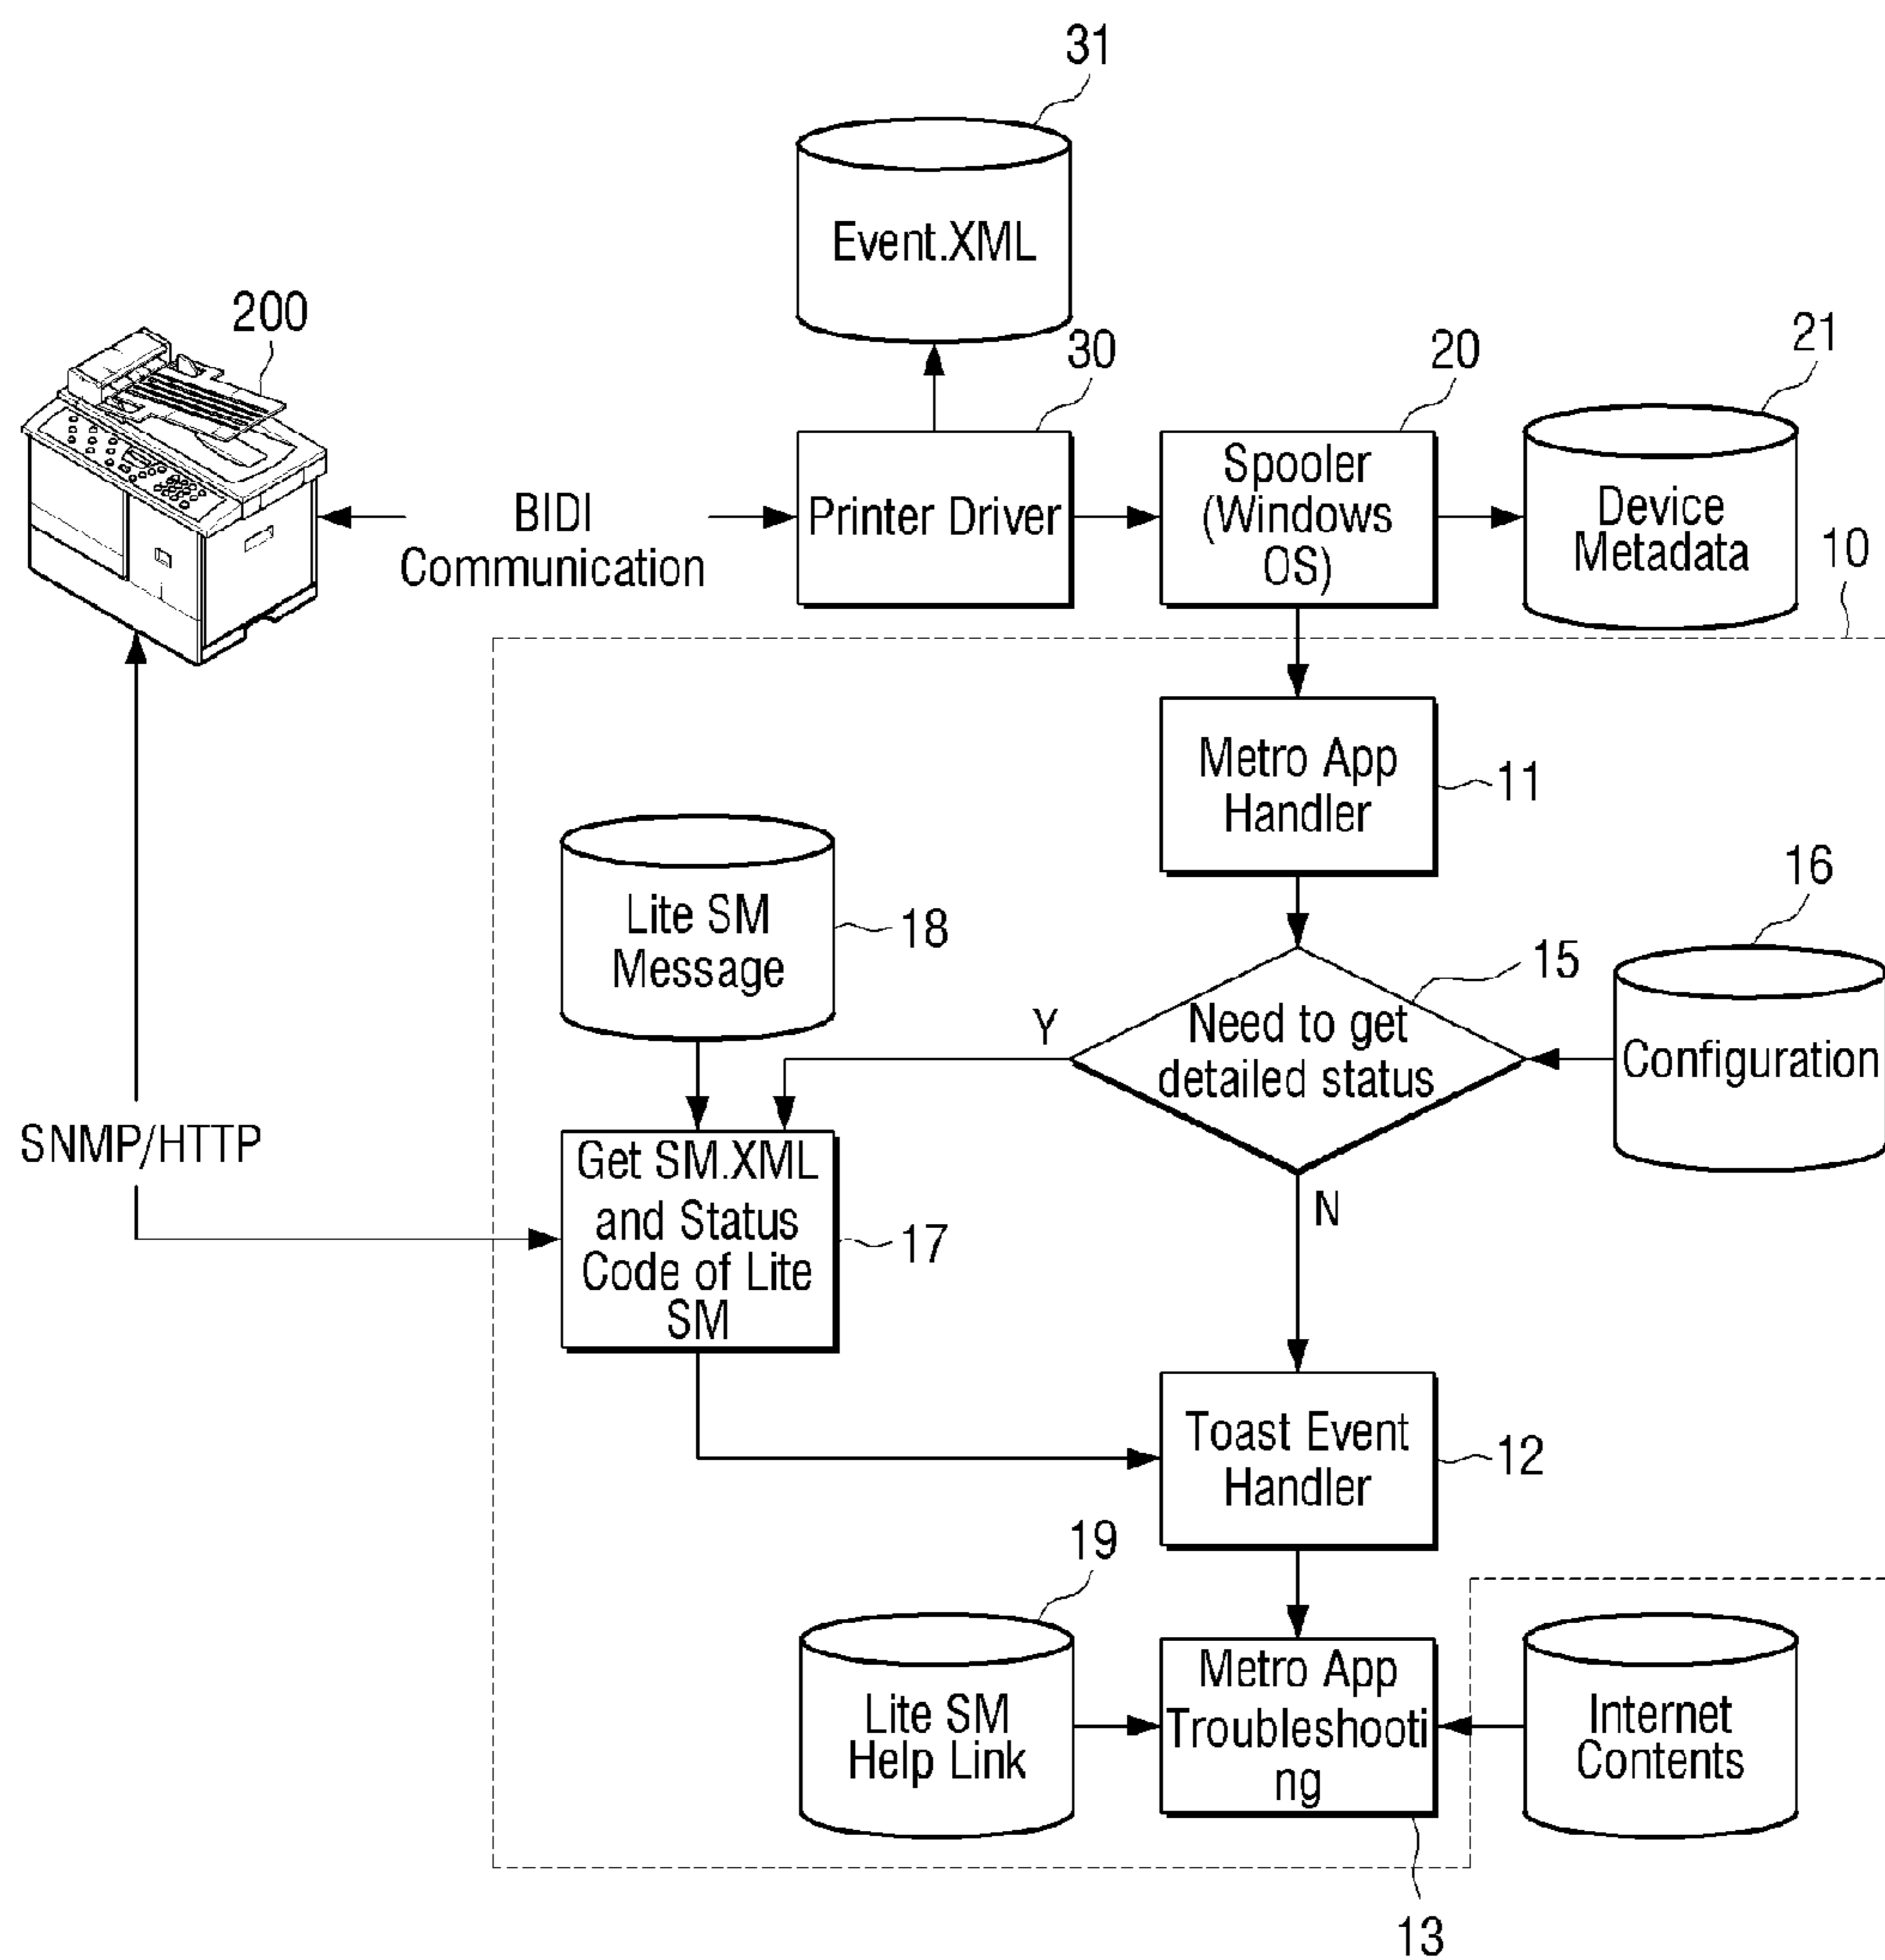 31
Event.XML
200
30
20
21
BIDI
Communication
Printer Driver
Spooler
(Windows
OS)
Device
Metadata
10
Metro App
Handler
11
Lite SM
Message
18
16
15
Y
Need to get
detailed status
Configuration
SNMP/HTTP
Get SM.XML
and Status
Code of Lite
SM
17
N
Toast Event
Handler
12
19
Lite SM
Help Link
Metro App
Troubleshooti
ng
Internet
Contents
13